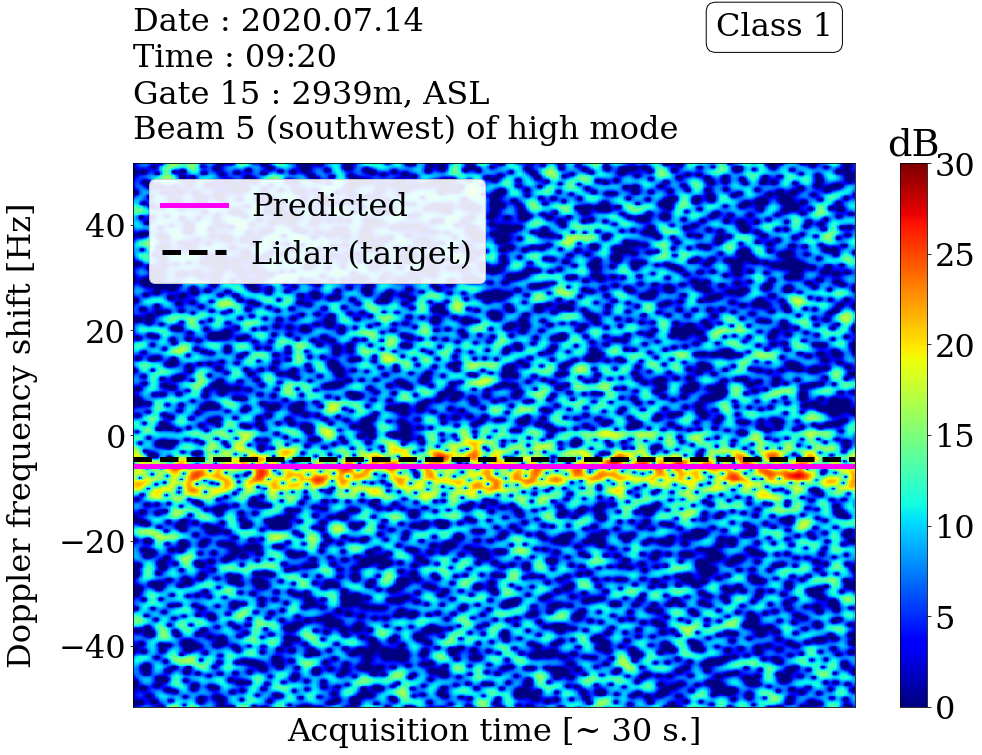 Date : 2020.07.14
Time : 09:20
Gate 15 : 2939m, ASL
Beam 5 (southwest) of high mode
Class 1
dB
Predicted
Lidar (target)
Doppler frequency shift [Hz]
40
20
0
−20
−40
Acquisition time [~ 30 s.]
30
25
20
15
10
5
0